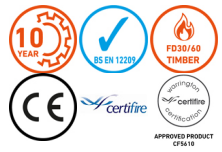 10
YEAR
BS EN 12209
FD30/60
TIMBER
CE
certifire
warrington
certifire
certification
APPROVED PRODUCT
CF5610